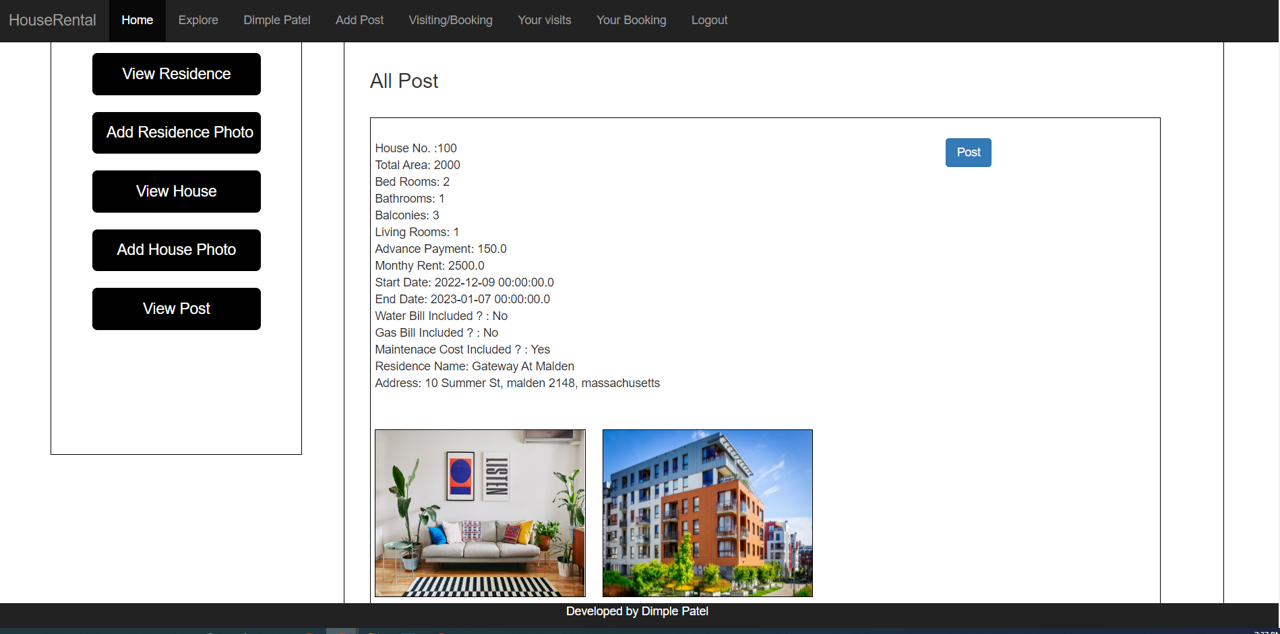 HouseRental Home Explore Dimple Patel Add Post Visiting/Booking Your visits Your Booking Logout
View Residence
Add Residence Photo
View House
Add House Photo
View Post
All Post
Post
House No. :100
Total Area: 2000
Bed Rooms: 2
Bathrooms: 1
Balconies: 3
Living Rooms: 1
Advance Payment: 150.0
Monthy Rent: 2500.0
Start Date: 2022-12-09 00:00:00.0
End Date: 2023-01-07 00:00:00.0
Water Bill Included ? : No
Gas Bill Included ? : No
Maintenace Cost Included ? : Yes
Residence Name: Gateway At Malden
Address: 10 Summer St, malden 2148, massachusetts
LISTEN
Developed by Dimple Patel